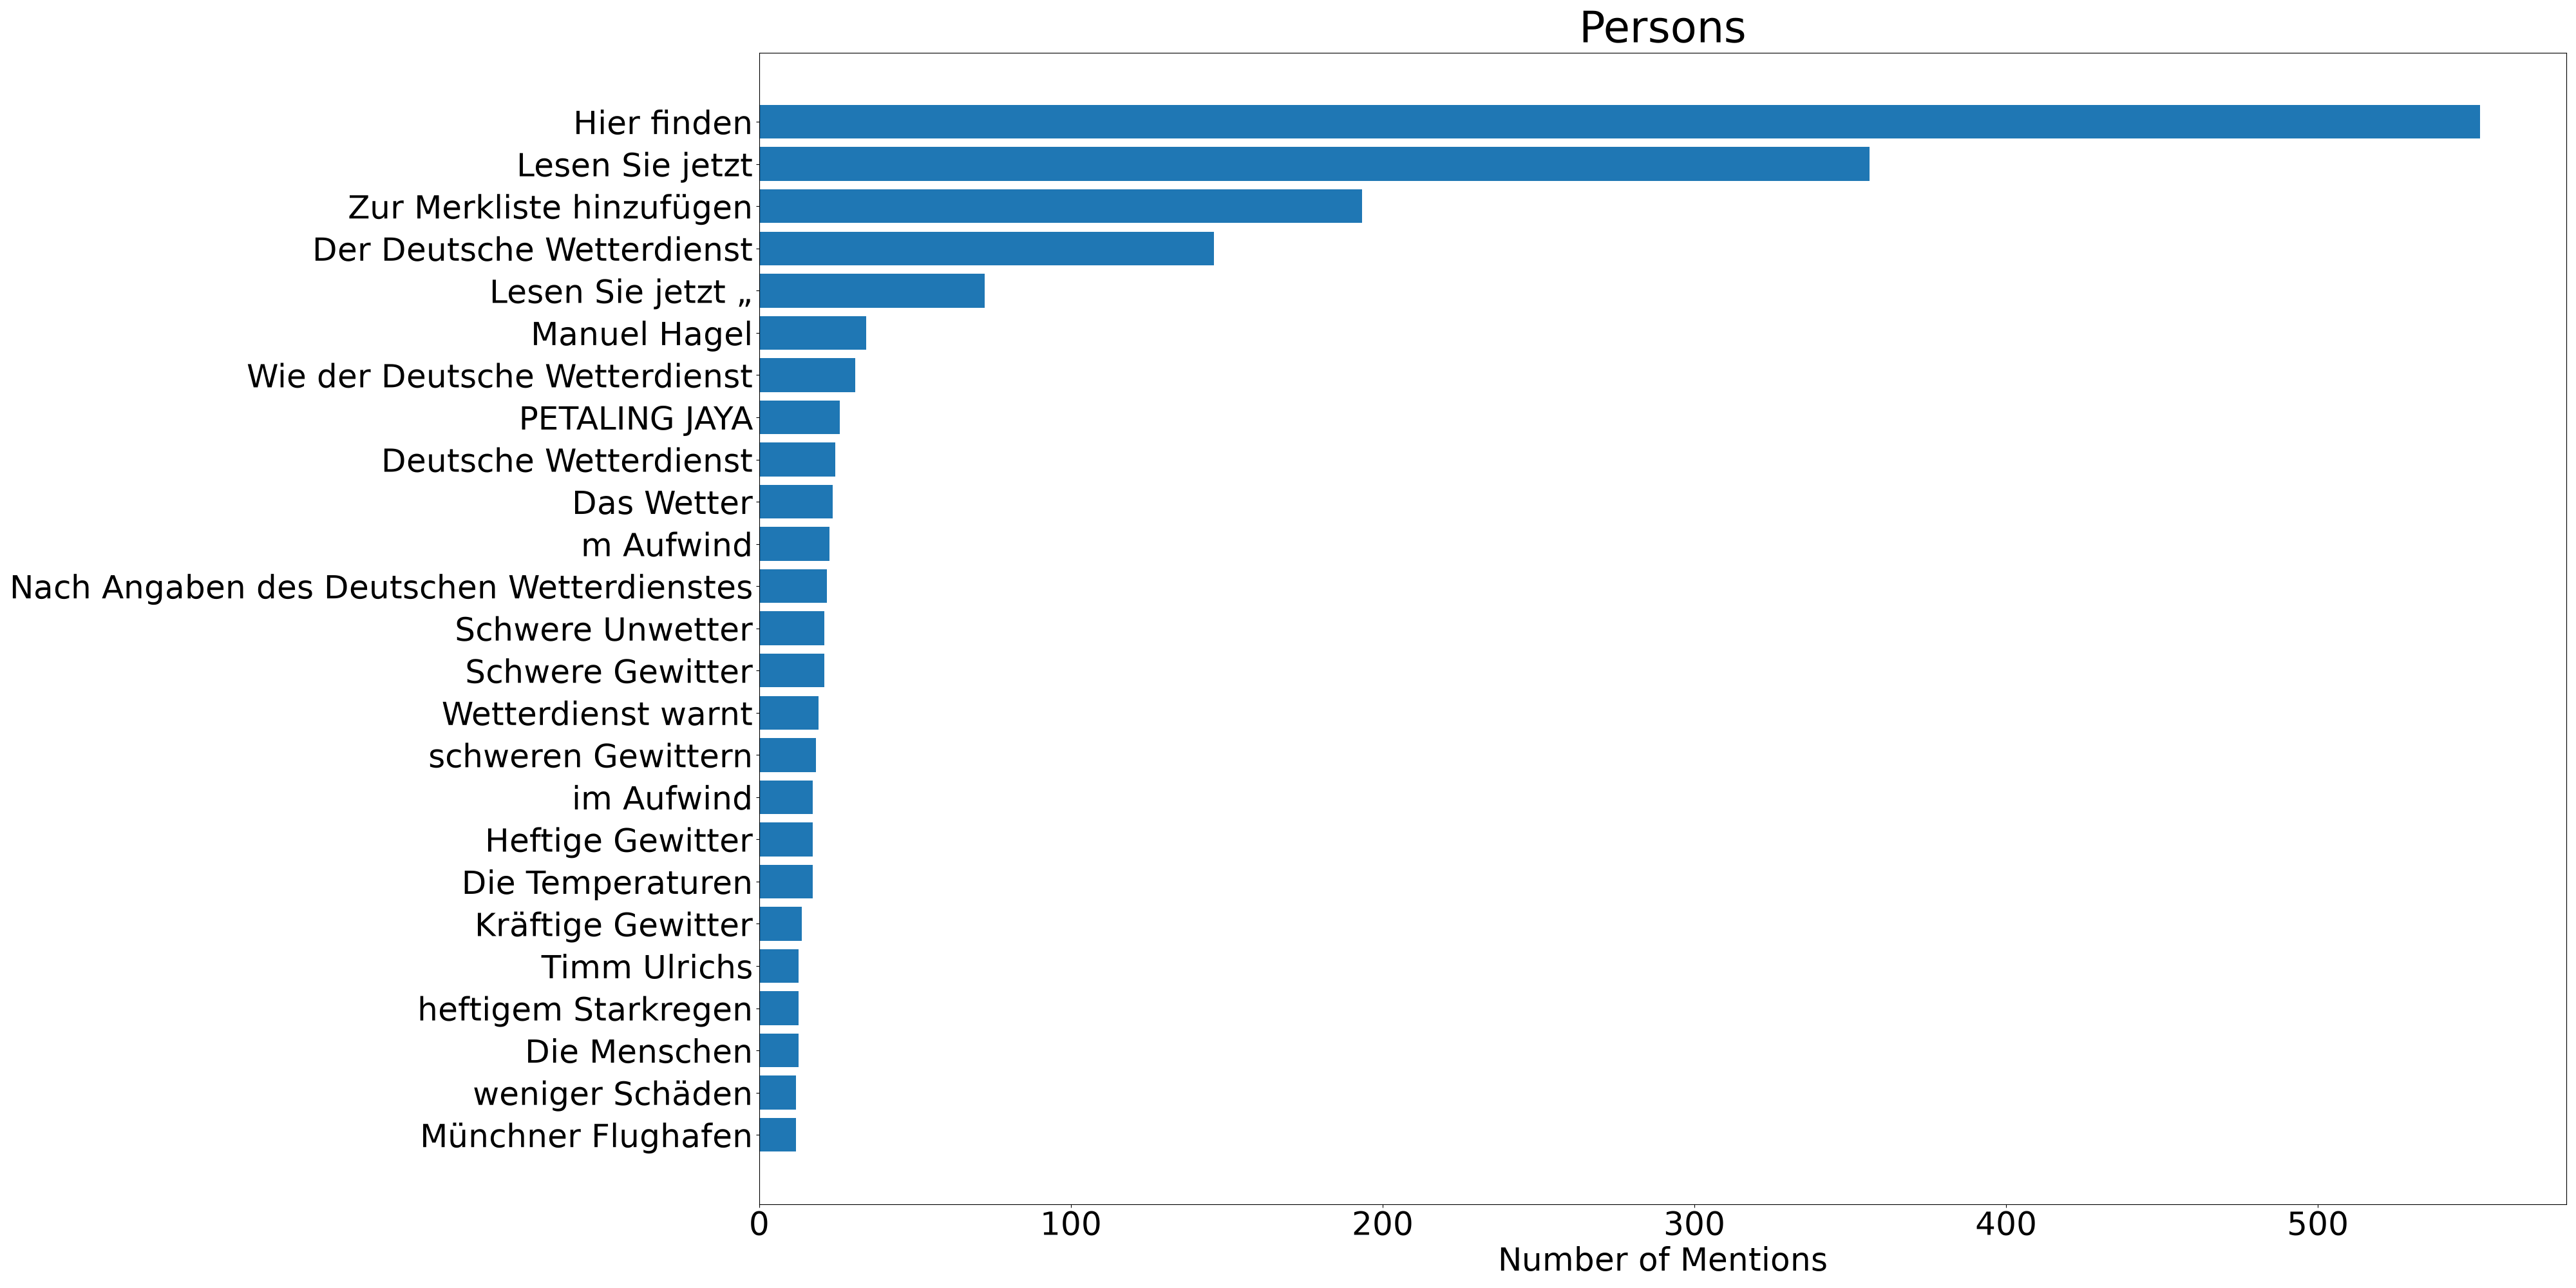 Persons
Hier finden
Lesen Sie jetzt
Zur Merkliste hinzufügen
Der Deutsche Wetterdienst
Lesen Sie jetzt „
Manuel Hagel
Wie der Deutsche Wetterdienst
PETALING JAYA
Deutsche Wetterdienst
Das Wetter
m Aufwind
Nach Angaben des Deutschen Wetterdienstes
Schwere Unwetter
Schwere Gewitter
Wetterdienst warnt
schweren Gewittern
im Aufwind
Heftige Gewitter
Die Temperaturen
Kräftige Gewitter
Timm Ulrichs
heftigem Starkregen
Die Menschen
weniger Schäden
Münchner Flughafen
0 100 200 300 400 500
Number of Mentions